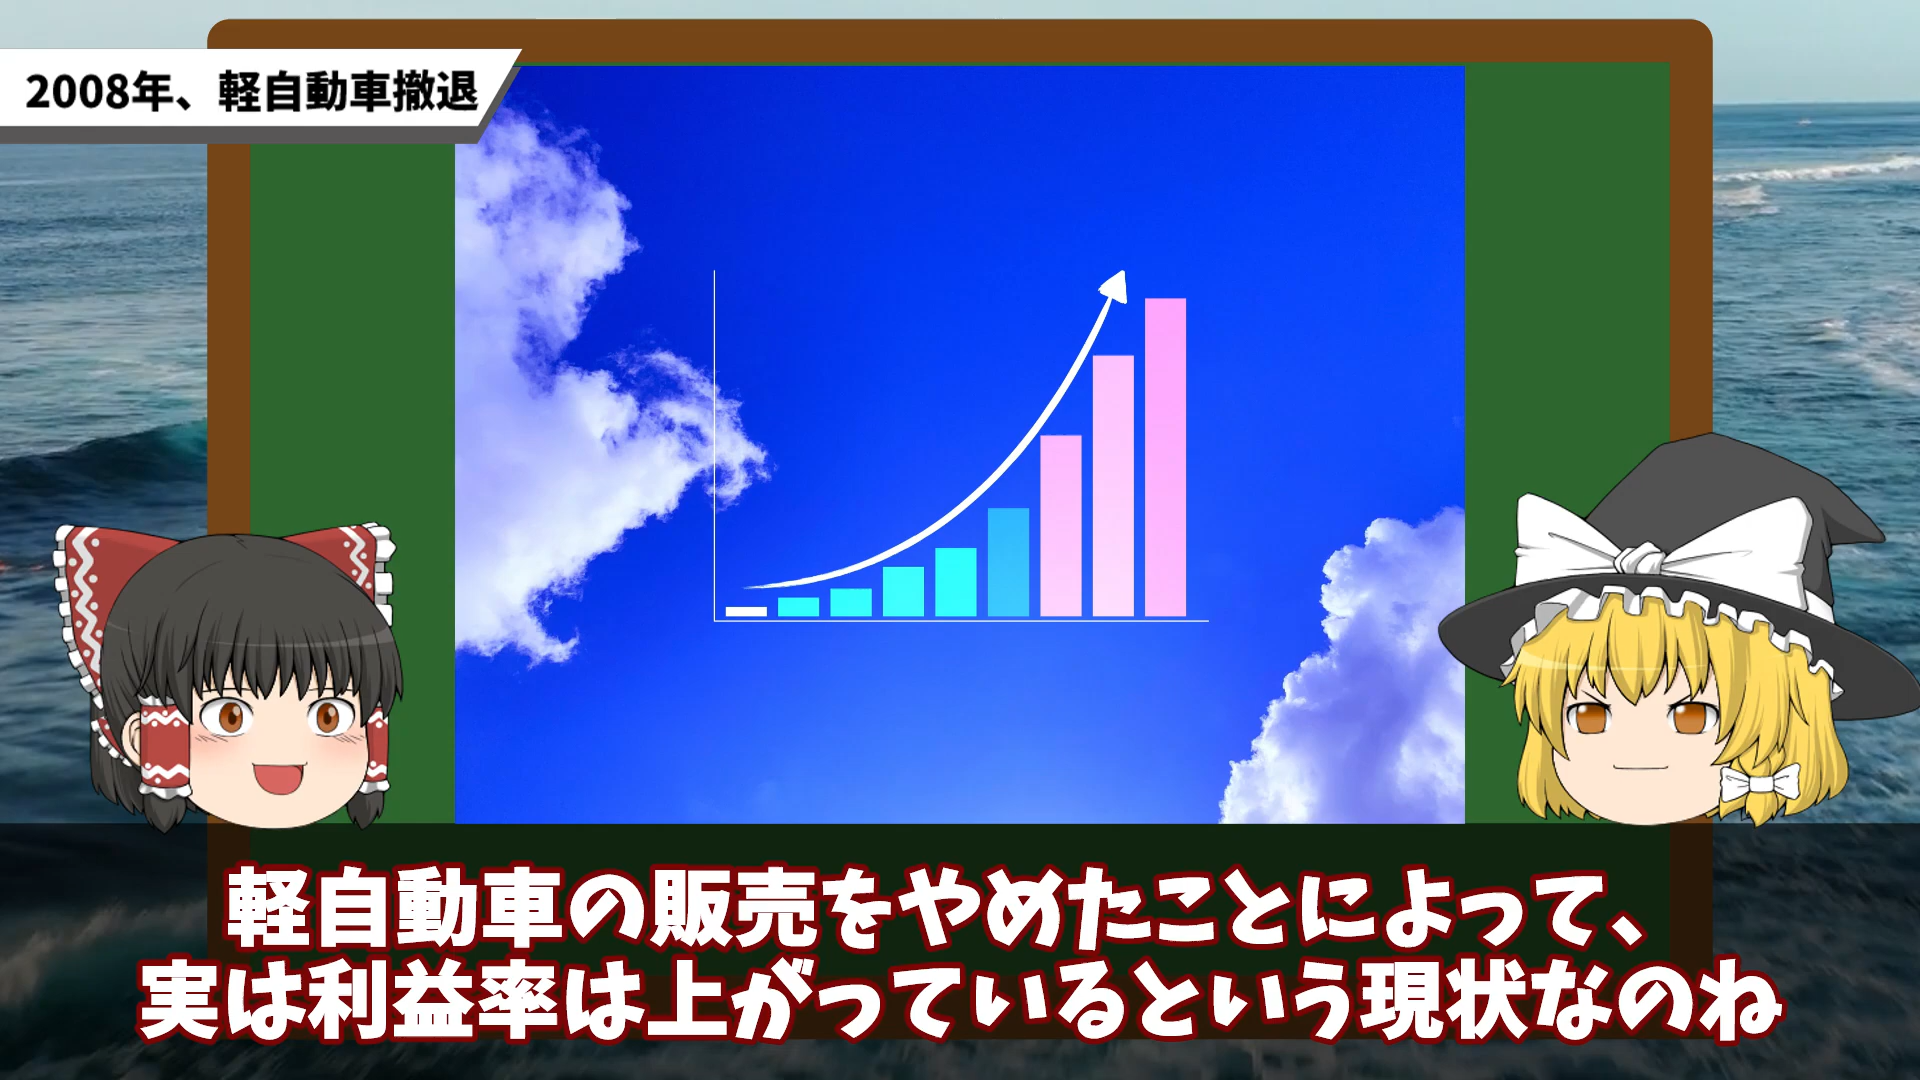 2008年、軽自動車撤退
軽自動車の販売をやめたことによって、
実は利益率は上がっているという現状なのね